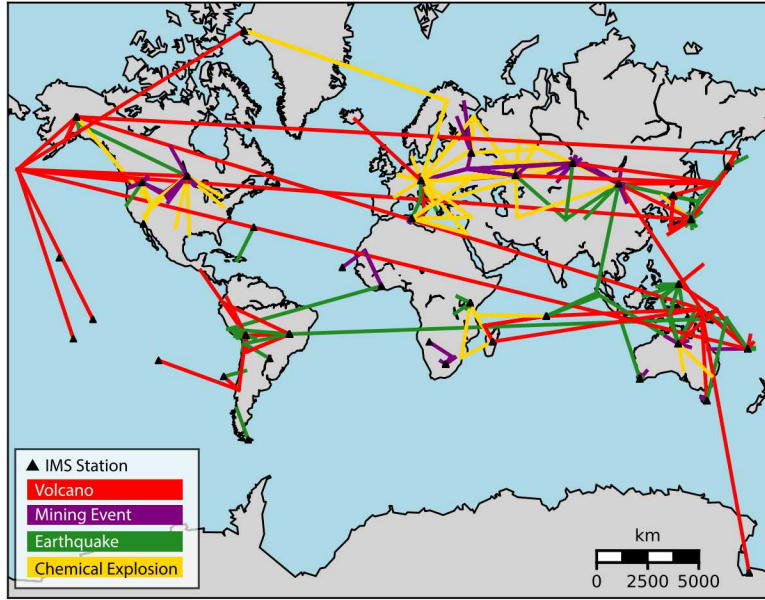 IMS Station
Volcano
Mining Event
Earthquake
Chemical Explosion
km
0 2500 5000